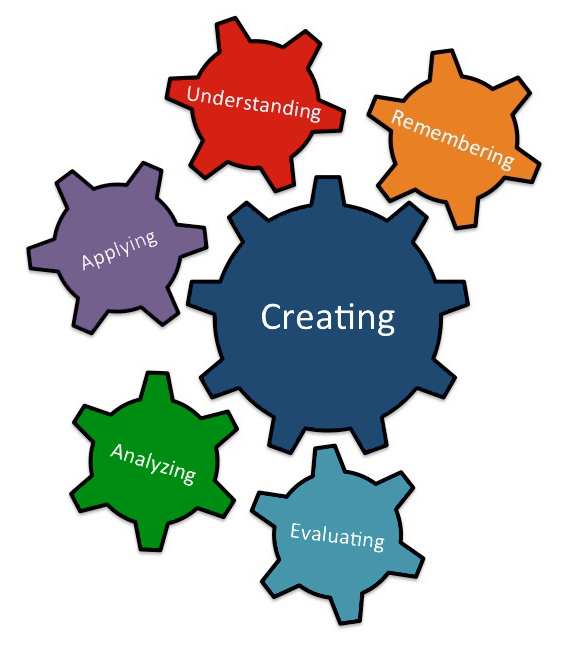 Understanding
Remembering
Applying
Creating
Analyzing
Evaluating